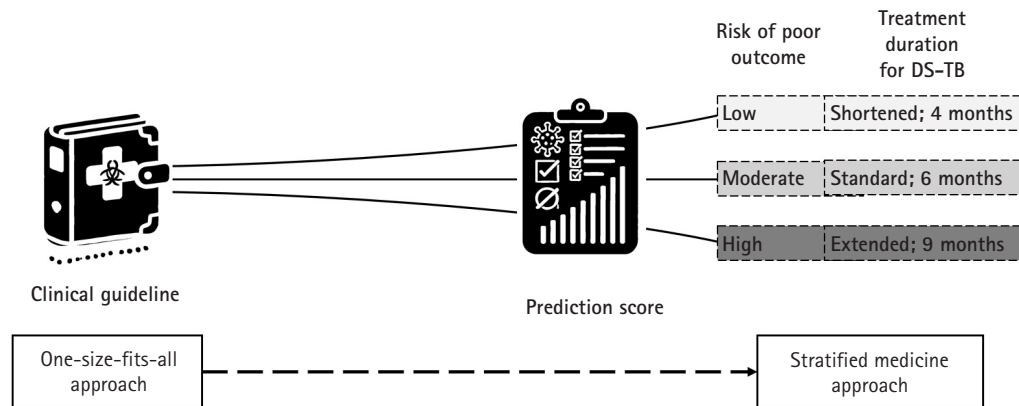 Risk of poor
outcome
Treatment
duration
for DS-TB
Low
Shortened; 4 months
Moderate
Standard; 6 months
High
Extended; 9 months
Clinical guideline
Prediction score
One-size-fits-all
approach
Stratified medicine
approach